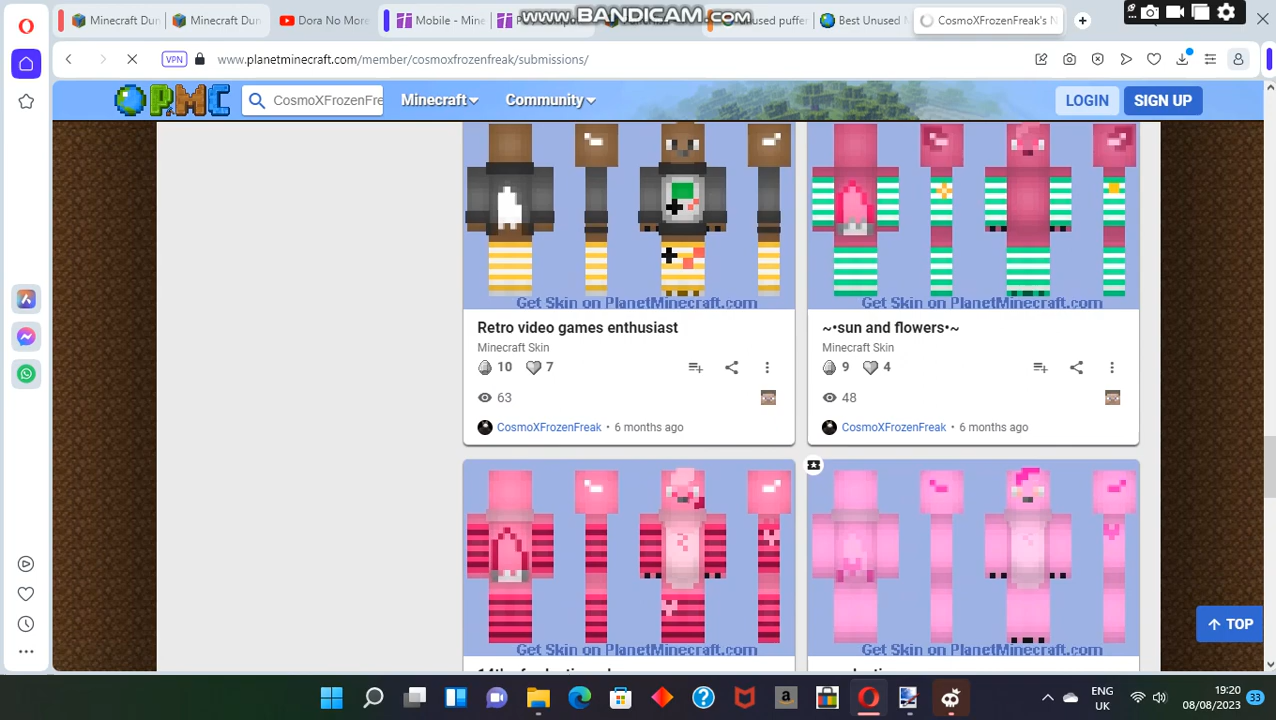 www.BANDICAM.com
Minecraft Dun
Minecraft Dun
Dora No More
Mobile - Mine
used puffer
Best Unused
CosmoXFrozenFreak's N
VPN
www.planetminecraft.com/member/cosmoxfrozenfreak/submissions/
PMC
CosmoXFrozenFre
Minecraft
Community
LOGIN
SIGN UP
Get Skin on PlanetMinecraft.com
Get Skin on PlanetMinecraft.com
Retro video games enthusiast
Minecraft Skin
10
7
63
CosmoXFrozenFreak • 6 months ago
~•sun and flowers•~
Minecraft Skin
9
4
48
CosmoXFrozenFreak • 6 months ago
Get Skin on PlanetMinecraft.com
Get Skin on PlanetMinecraft.com
TOP
ENG
UK
19:20
08/08/2023
33